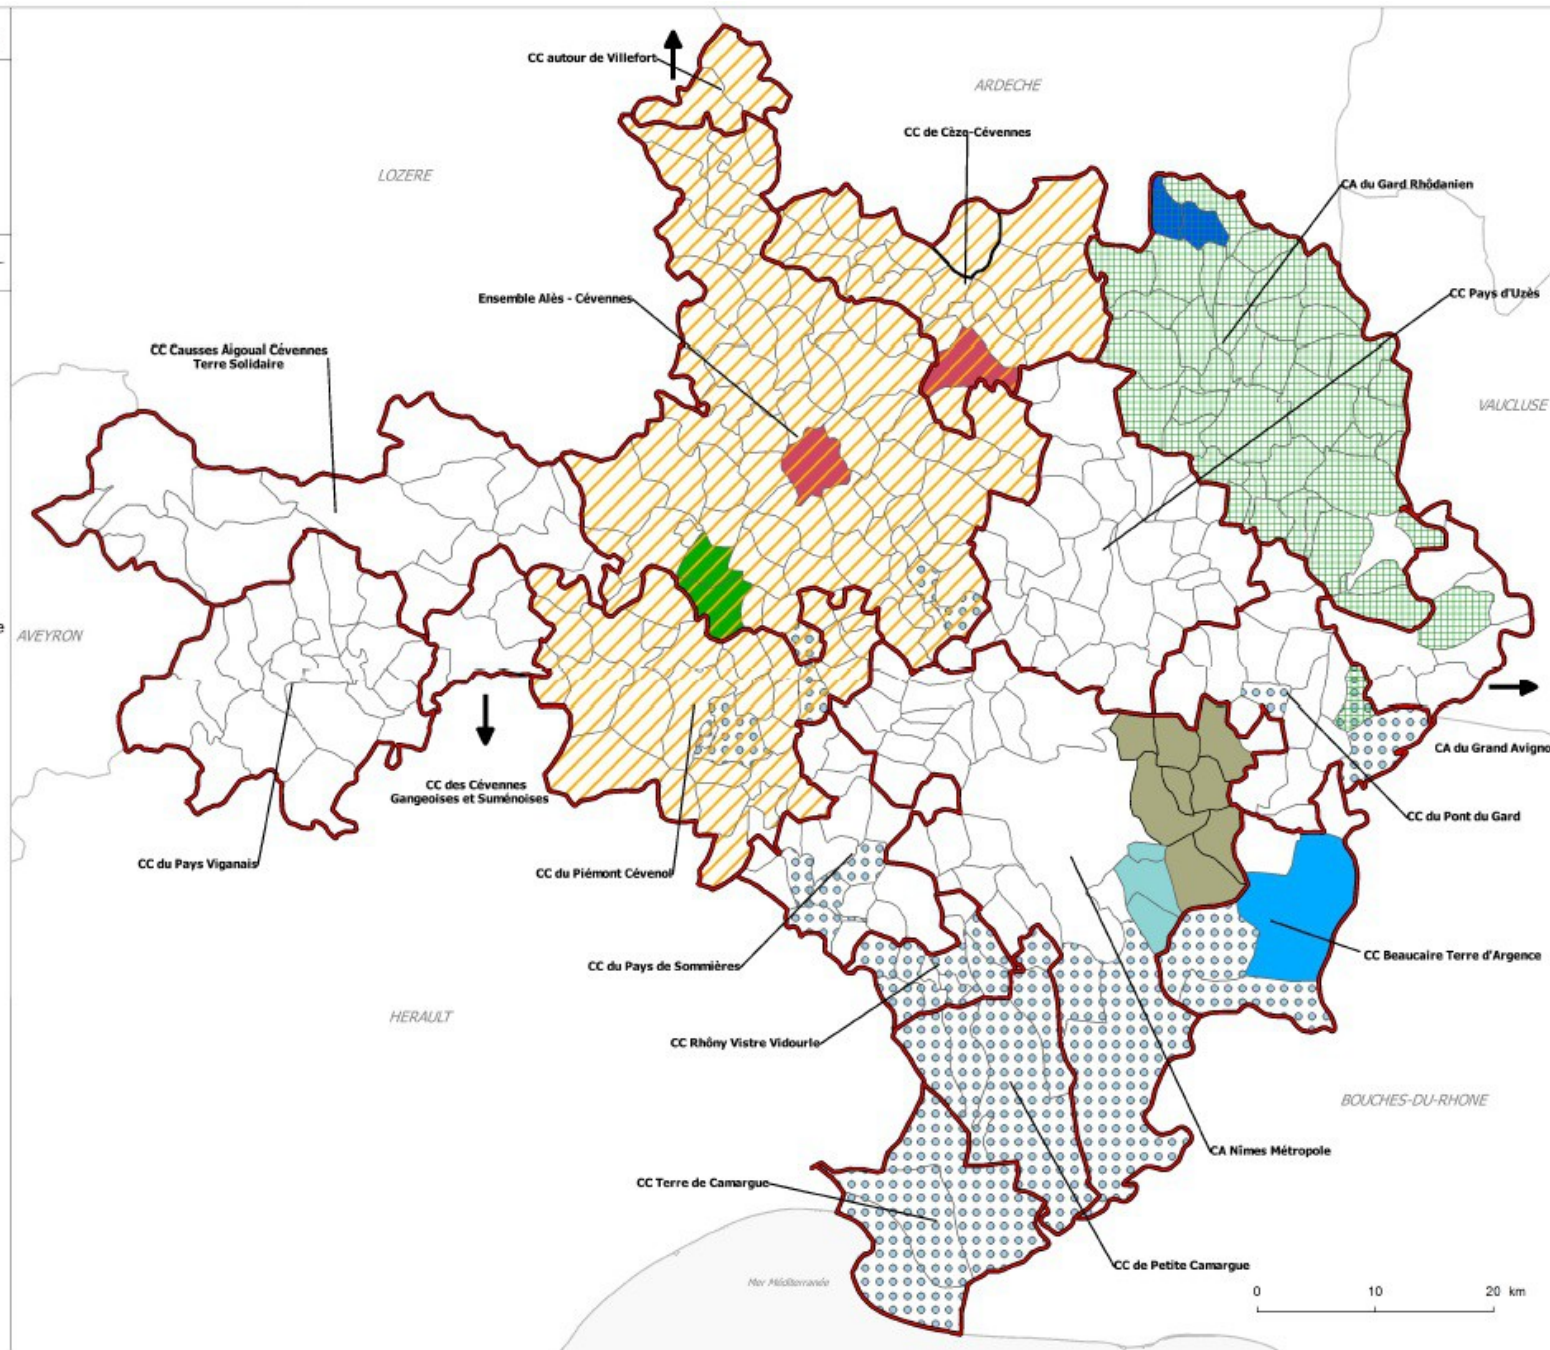 CC autour de Villefort
ARDECHE
CC de Cèze-Cévennes
LOZERE
CA du Gard Rhôdanien
Ensemble Alès - Cévennes
CC Pays d'Uzès
CC Causses Aigoual Cévennes
Terre Solidaire
VAUCLUSE
e
AVEYRON
CA du Grand Avigno
CC des Cévennes
Gangeoises et Suménoises
CC du Pont du Gard
CC du Pays Viganais
CC du Piémont Cévenol
CC Beaucaire Terre d'Argence
CC du Pays de Sommières
HERAULT
CC Rhôny Vistre Vidourle
BOUCHES-DU-RHONE
CA Nîmes Métropole
CC Terre de Camargue
CC de Petite Camargue
Mer Méditerranée
0 10 20 km